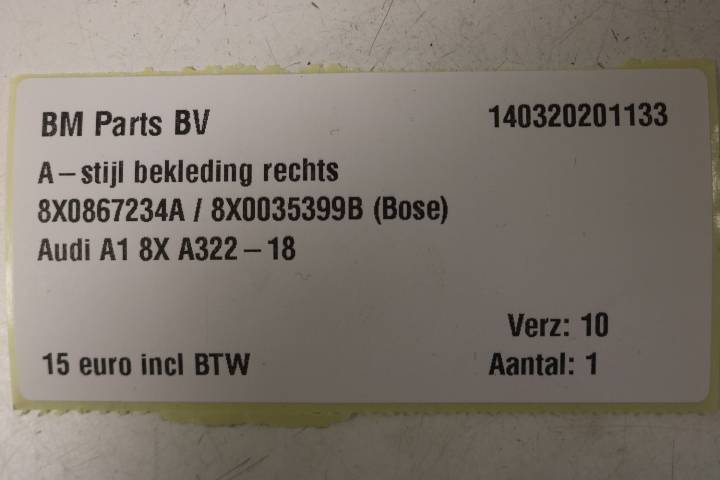 BM Parts BV 140320201133
A-stijl bekleding rechts
8X0867234A / 8X0035399B (Bose)
Audi A1 8X A322-18
Verz: 10
15 euro incl BTW Aantal: 1